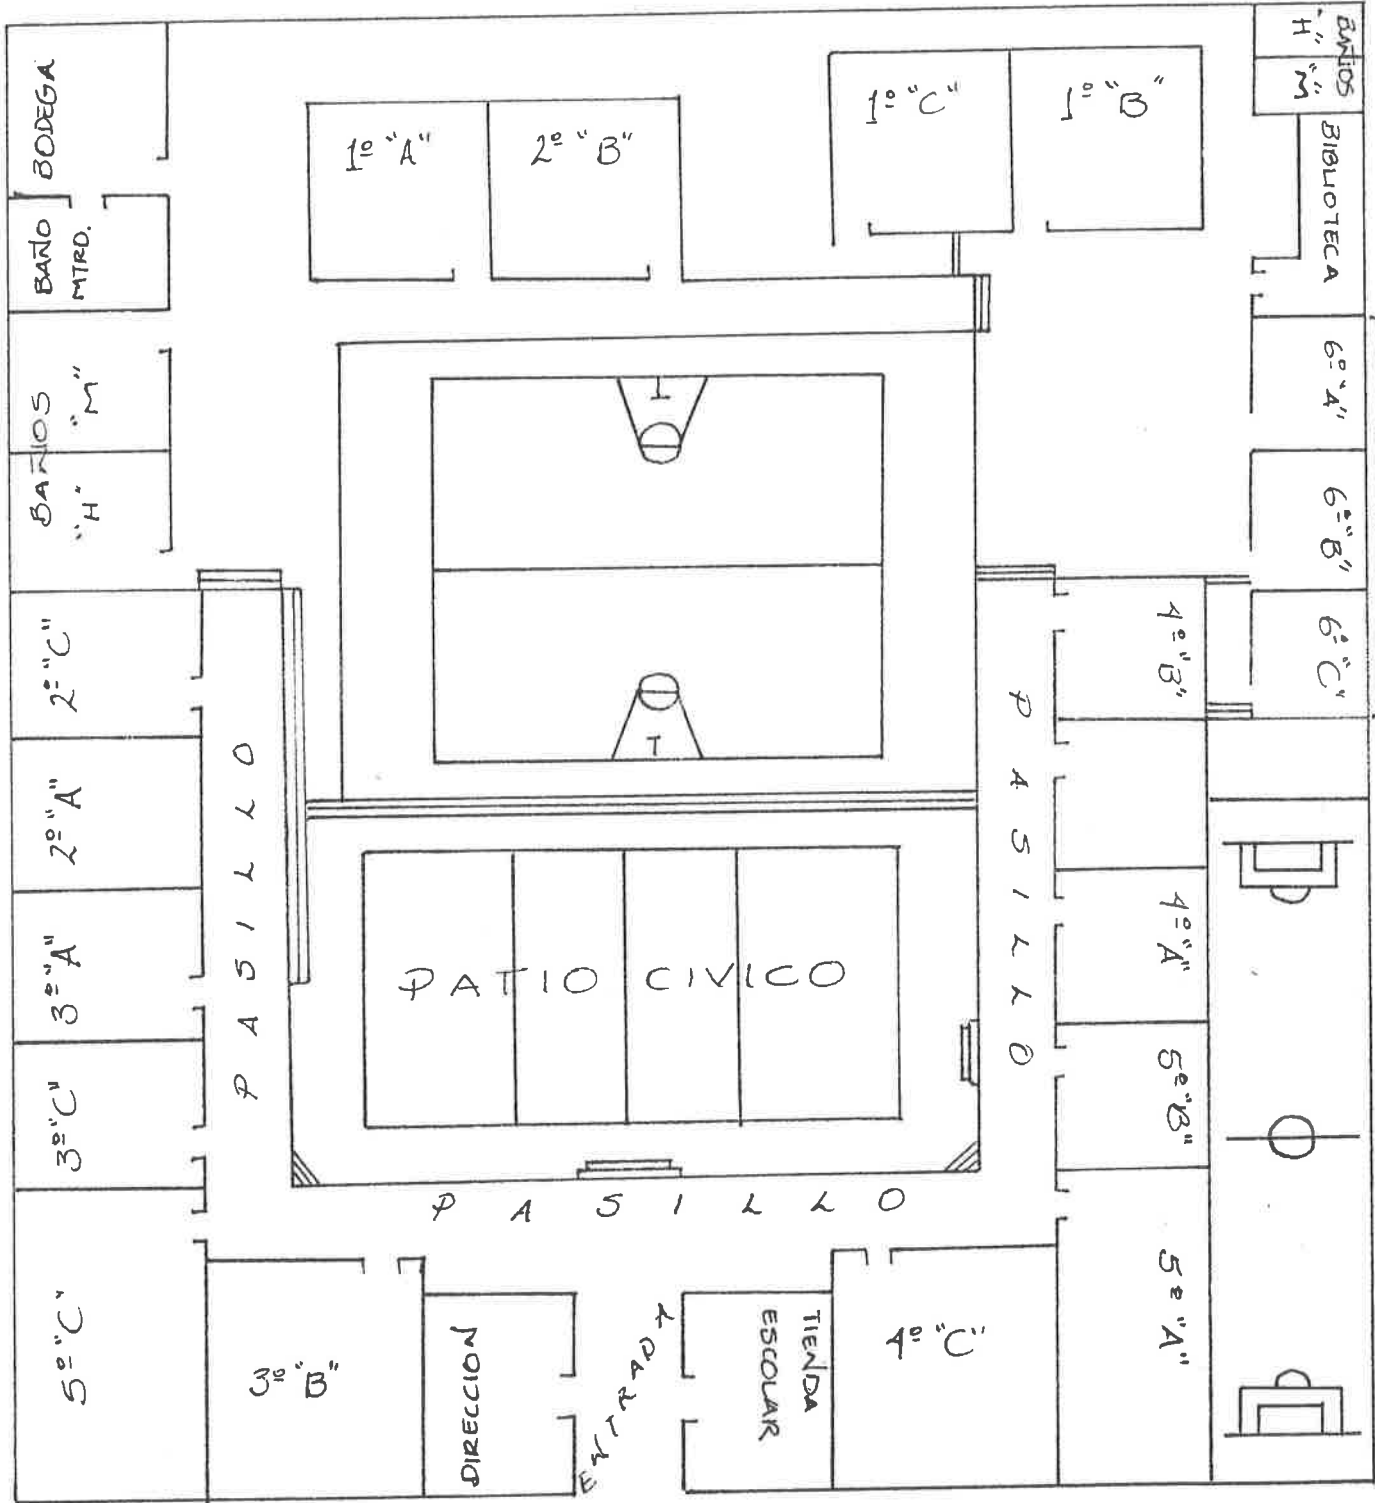 BAÑOS
"H"
"M"
BODEGA
1º "A"
2º "B"
1º "C"
1º "B"
BIBLIOTECA
BAÑO
MTRO.
6º "A"
BAÑOS
"M"
"H"
6º "B"
2º "C"
4º "B"
6º "C"
2º "A"
PASILLO
PASILLO
3º "A"
PATIO CIVICO
4º "A"
3º "C"
5º "B"
PASILLO
5º "C"
3º "B"
DIRECCION
ENTRADA
TIENDA
ESCOLAR
4º "C"
5º "A"